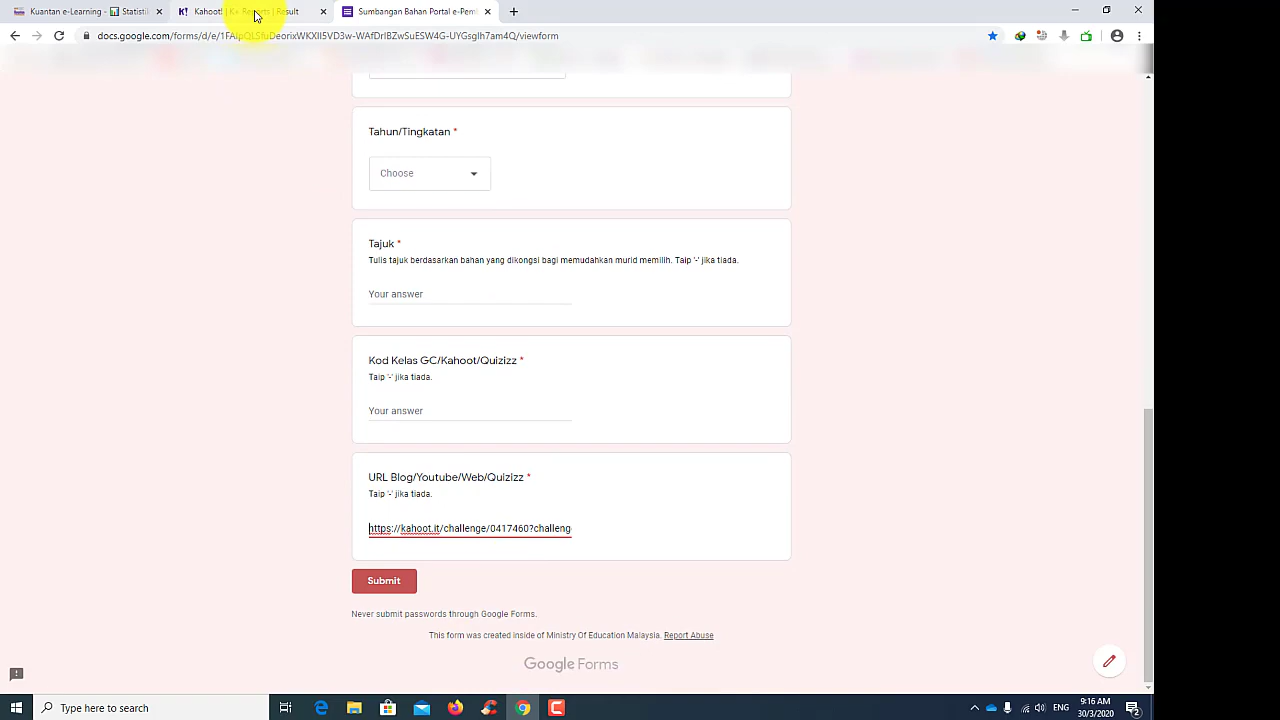 Kuantan e-Learning - 📊 Statistik
Kahoot! | K+ Reports | Result
Sumbangan Bahan Portal e-Pem
docs.google.com/forms/d/e/1FAIpQLSfuDeorixWKXII5VD3w-WAfDrIBZwSuESW4G-UYGsgIh7am4Q/viewform
Tahun/Tingkatan *
Choose
Tajuk *
Tulis tajuk berdasarkan bahan yang dikongsi bagi memudahkan murid memilih. Taip '-' jika tiada.
Your answer
Kod Kelas GC/Kahoot/Quizizz *
Taip '-' jika tiada.
Your answer
URL Blog/Youtube/Web/Quizizz *
Taip '-' jika tiada.
https://kahoot.it/challenge/0417460?challeng
Submit
Never submit passwords through Google Forms.
This form was created inside of Ministry Of Education Malaysia. Report Abuse
Google Forms
Type here to search
ENG
9:16 AM
30/3/2020
2